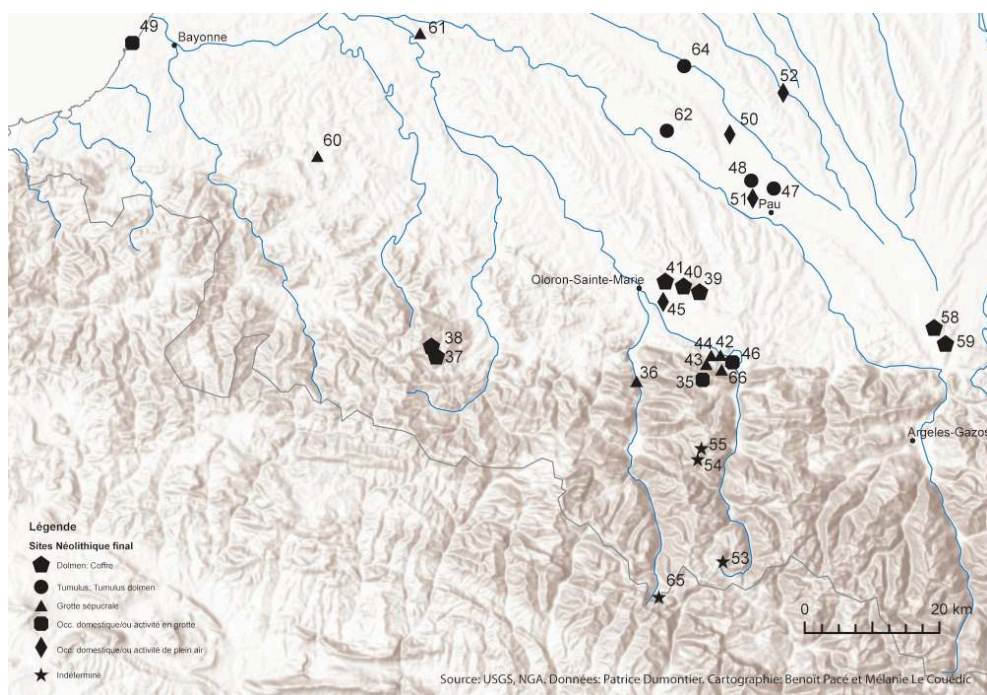 49
Bayonne
61
64
52
60
62
50
48
47
51
Pau
41
40
39
Oloron-Sainte-Marie
45
58
59
38
37
44
42
46
43
36
35
66
55
54
Argeles-Gazos
53
65
Légende
Sites Néolithique final
Dolmen; Coffre
Tumulus; Tumulus dolmen
Grotte sépucrale
Occ. domestique/ou activité en grotte
Occ. domestique/ou activité de plein air
Indéterminé
0 20 km
Source: USGS, NGA. Données: Patrice Dumontier. Cartographie: Benoît Pacé et Mélanie Le Couédic